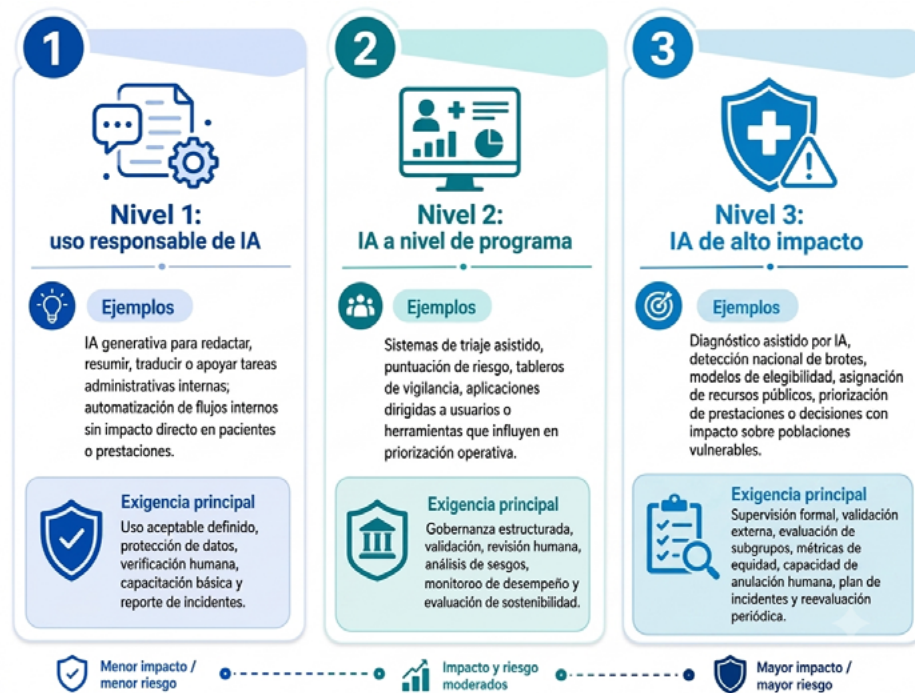 1
Nivel 1:
uso responsable de IA
Ejemplos
IA generativa para redactar,
resumir, traducir o apoyar tareas
administrativas internas;
automatización de flujos internos
sin impacto directo en pacientes
o prestaciones.
Exigencia principal
Uso aceptable definido,
protección de datos,
verificación humana,
capacitación básica y
reporte de incidentes.
2
Nivel 2:
IA a nivel de programa
Ejemplos
Sistemas de triaje asistido,
puntuación de riesgo, tableros
de vigilancia, aplicaciones
dirigidas a usuarios o
herramientas que influyen en
priorización operativa.
Exigencia principal
Gobernanza estructurada,
validación, revisión humana,
análisis de sesgos,
monitoroo de desempeño y
evaluación de sostenibilidad.
3
Nivel 3:
IA de alto impacto
Ejemplos
Diagnóstico asistido por IA,
detección nacional de brotes,
modelos de elegibilidad, asignación
de recursos públicos, priorización
de prestaciones o decisiones con
impacto sobre poblaciones
vulnerables.
Exigencia principal
Supervisión formal, validación
externa, evaluación de
subgrupos, métricas de
equidad, capacidad de
anulación humana, plan de
incidentes y reevaluación
periódica.
Menor impacto /
menor riesgo
Impacto y riesgo
moderados
Mayor impacto /
mayor riesgo